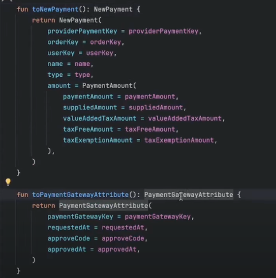 fun toNewPayment(): NewPayment {
return NewPayment(
providerPaymentKey = providerPaymentKey,
orderKey = orderKey,
userKey = userKey,
name = name,
type = type,
amount = PaymentAmount(
paymentAmount = paymentAmount,
suppliedAmount = suppliedAmount,
valueAddedTaxAmount = valueAddedTaxAmount,
taxFreeAmount = taxFreeAmount,
taxExemptionAmount = taxExemptionAmount,
),
)
}
fun toPaymentGatewayAttribute(): PaymentGatewayAttribute {
return PaymentGatewayAttribute(
paymentGatewayKey = paymentGatewayKey,
requestedAt = requestedAt,
approveCode = approveCode,
approvedAt = approvedAt,
)
}